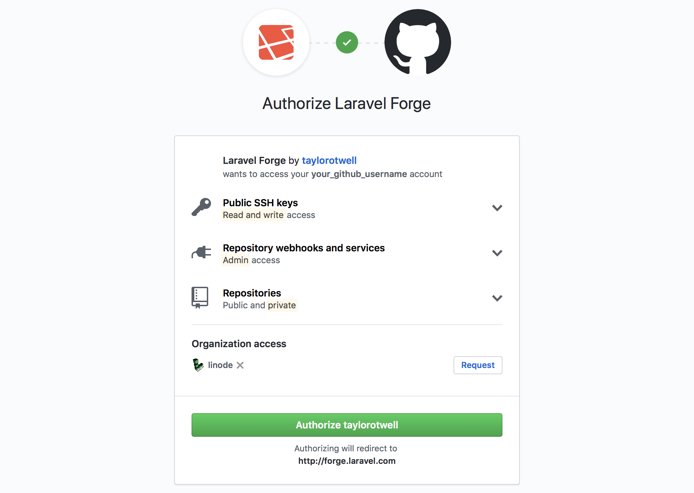 Authorize Laravel Forge
Laravel Forge by taylorotwell
wants to access your your_github_username account
Public SSH keys
Read and write access
Repository webhooks and services
Admin access
Repositories
Public and private
Organization access
linode
Request
Authorize taylorotwell
Authorizing will redirect to
http://forge.laravel.com